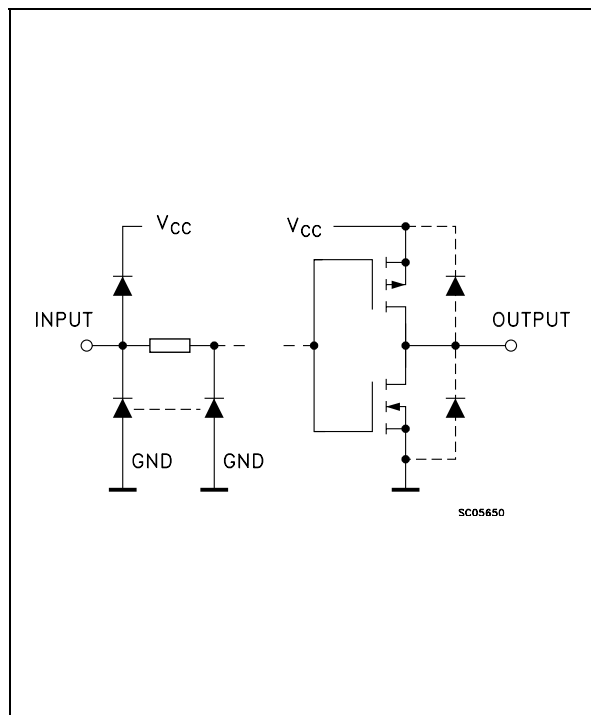 VCC
VCC
INPUT
OUTPUT
GND
GND
SC05650